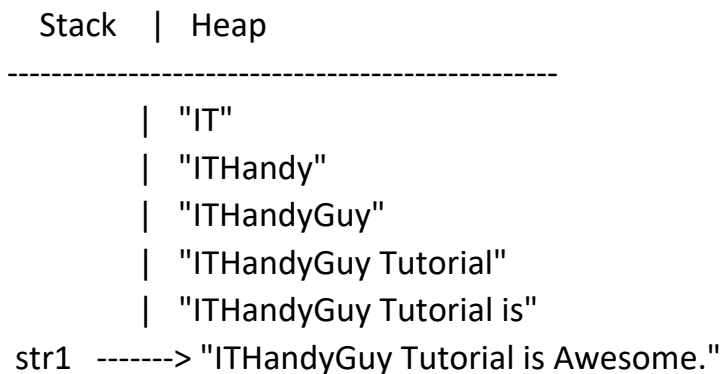 Stack | Heap
--------------------------------------------------
| "IT"
| "ITHandy"
| "ITHandyGuy"
| "ITHandyGuy Tutorial"
| "ITHandyGuy Tutorial is"
str1 -------> "ITHandyGuy Tutorial is Awesome."